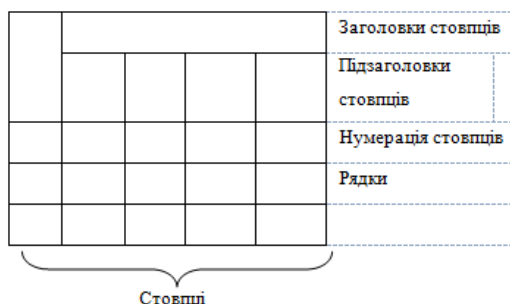 Заголовки стовпців
Підзаголовки
стовпців
Нумерація стовпців
Рядки
Стовпці